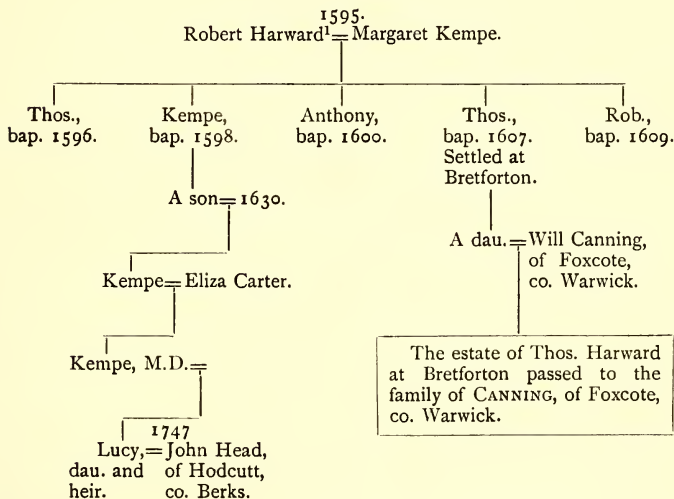 1595.
Robert Harward¹ = Margaret Kempe.
Thos., Kempe, Anthony, Thos., Rob.,
bap. 1596. bap. 1598. bap. 1600. bap. 1607. bap. 1609.
Settled at
Bretforton.
A son = 1630.
A dau. = Will Canning,
of Foxcote,
co. Warwick.
Kempe = Eliza Carter.
Kempe, M.D. =
The estate of Thos. Harward
at Bretforton passed to the
family of CANNING, of Foxcote,
co. Warwick.
1747
Lucy, = John Head,
dau. and of Hodcutt,
heir. co. Berks.